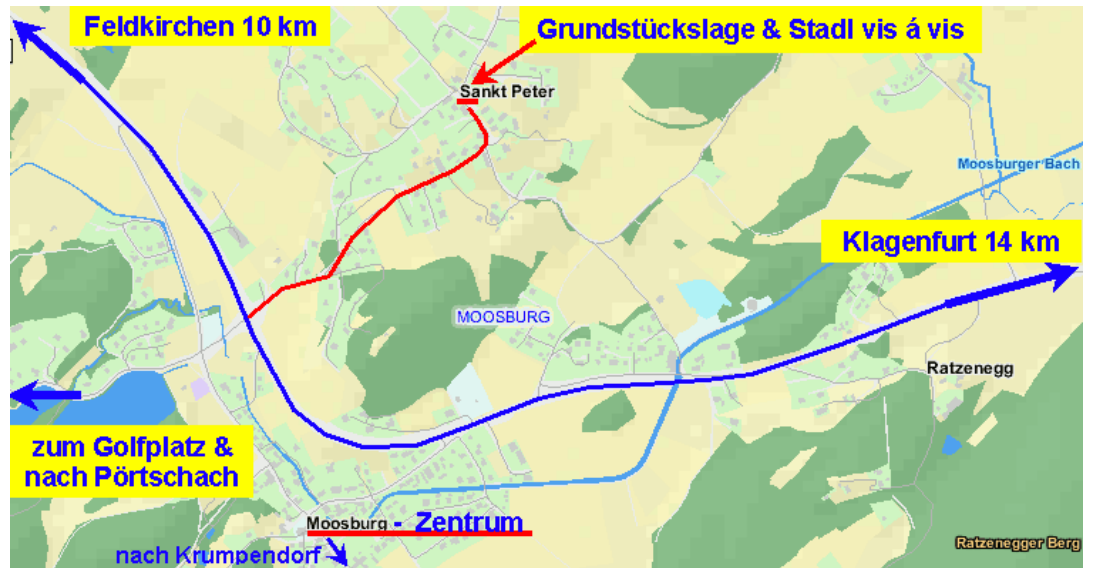 Feldkirchen 10 km
Grundstückslage & Stadl vis á vis
Sankt Peter
Moosburger Bach
Klagenfurt 14 km
MOOSBURG
Ratzenegg
zum Golfplatz &
nach Pörtschach
Moosburg - Zentrum
nach Krumpendorf
Ratzenegger Berg